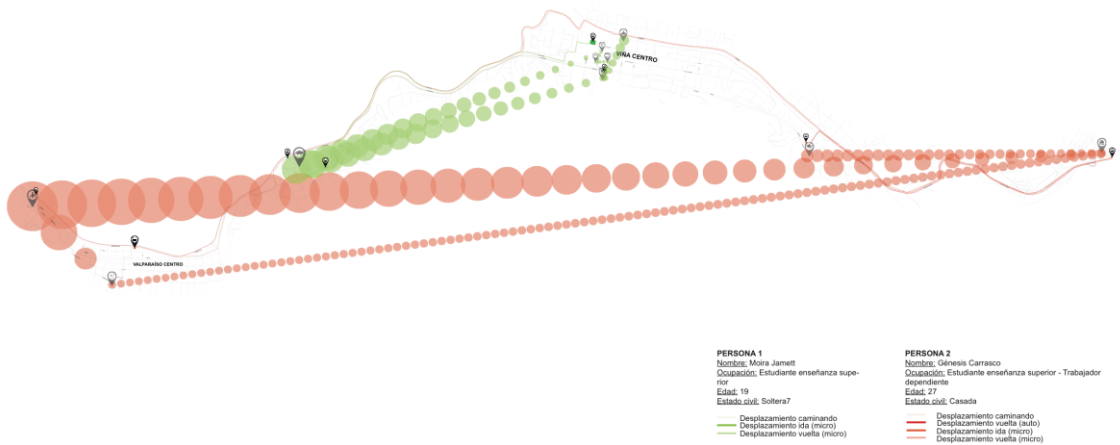 VIÑA CENTRO
VALPARAÍSO CENTRO
PERSONA 1
Nombre: Moira Jamett
Ocupación: Estudiante enseñanza supe-
rior
Edad: 19
Estado civil: Soltera7
Desplazamiento caminando
Desplazamiento ida (micro)
Desplazamiento vuelta (micro)
PERSONA 2
Nombre: Génesis Carrasco
Ocupación: Estudiante enseñanza superior - Trabajador
dependiente
Edad: 27
Estado civil: Casada
Desplazamiento caminando
Desplazamiento vuelta (auto)
Desplazamiento ida (micro)
Desplazamiento vuelta (micro)